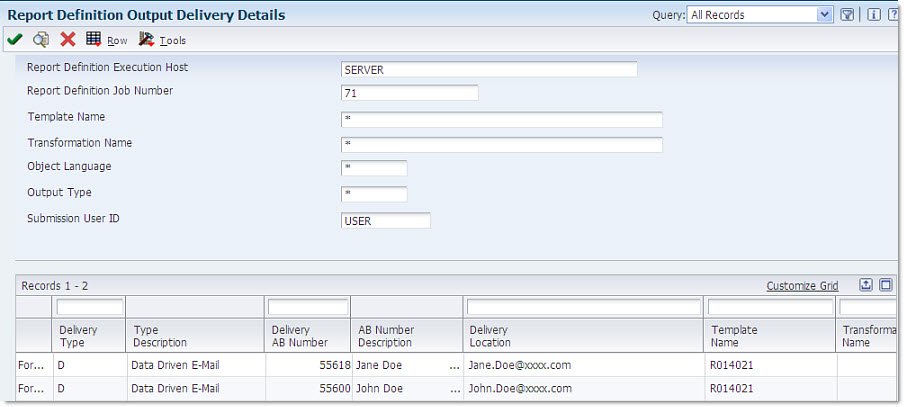 Report Definition Output Delivery Details
Query: All Records
Row Tools
Report Definition Execution Host SERVER
Report Definition Job Number 71
Template Name *
Transformation Name *
Object Language *
Output Type *
Submission User ID USER
Records 1 - 2 Customize Grid
Delivery Type Type Description Delivery AB Number AB Number Description Delivery Location Template Name Transforma Name
For... D Data Driven E-Mail 55618 Jane Doe ... Jane.Doe@xxxx.com R014021
For... D Data Driven E-Mail 55600 John Doe ... John.Doe@xxxx.com R014021